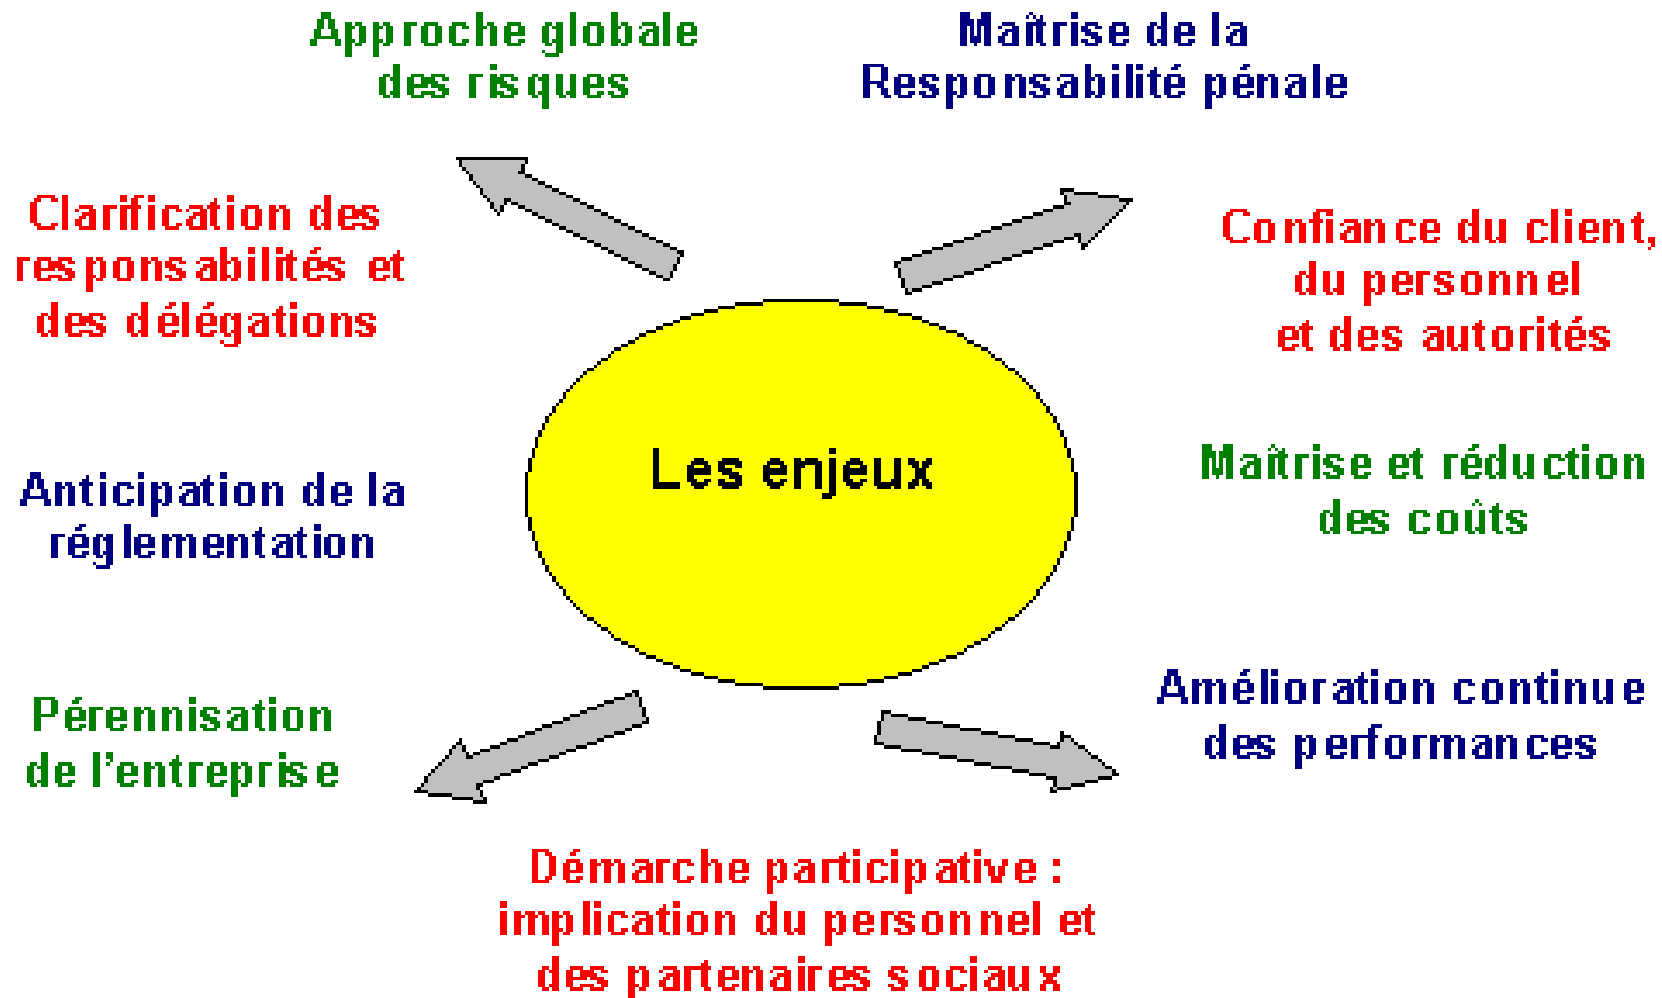 Approche globale
des risques
Maîtrise de la
Responsabilité pénale
Clarification des
responsabilités et
des délégations
Confiance du client,
du personnel
et des autorités
Les enjeux
Anticipation de la
réglementation
Maîtrise et réduction
des coûts
Pérennisation
de l'entreprise
Amélioration continue
des performances
Démarche participative :
implication du personnel et
des partenaires sociaux